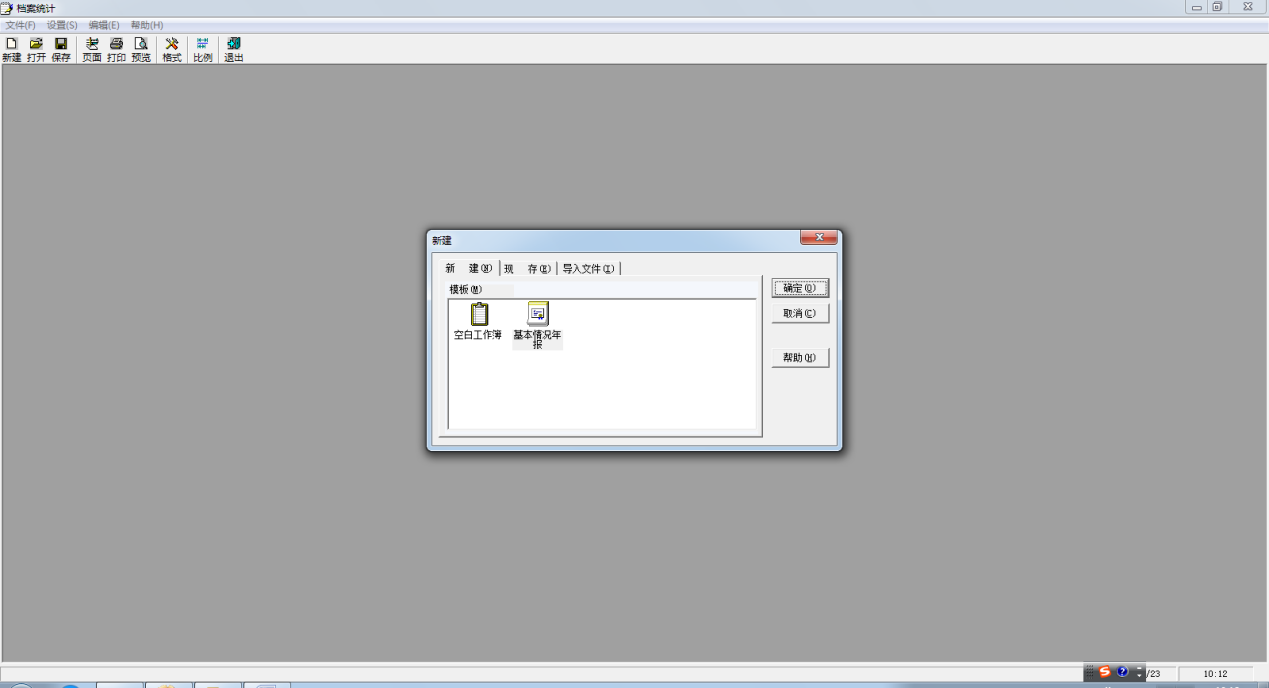 档案统计
文件(F) 设置(S) 编辑(E) 帮助(H)
新建 打开 保存 页面 打印 预览 格式 比例 退出
新建
新 建(N) 现 存(E) 导入文件(I)
模板(M)
空白工作簿
基本情况年
报
确定(O)
取消(C)
帮助(H)
/23
10:12